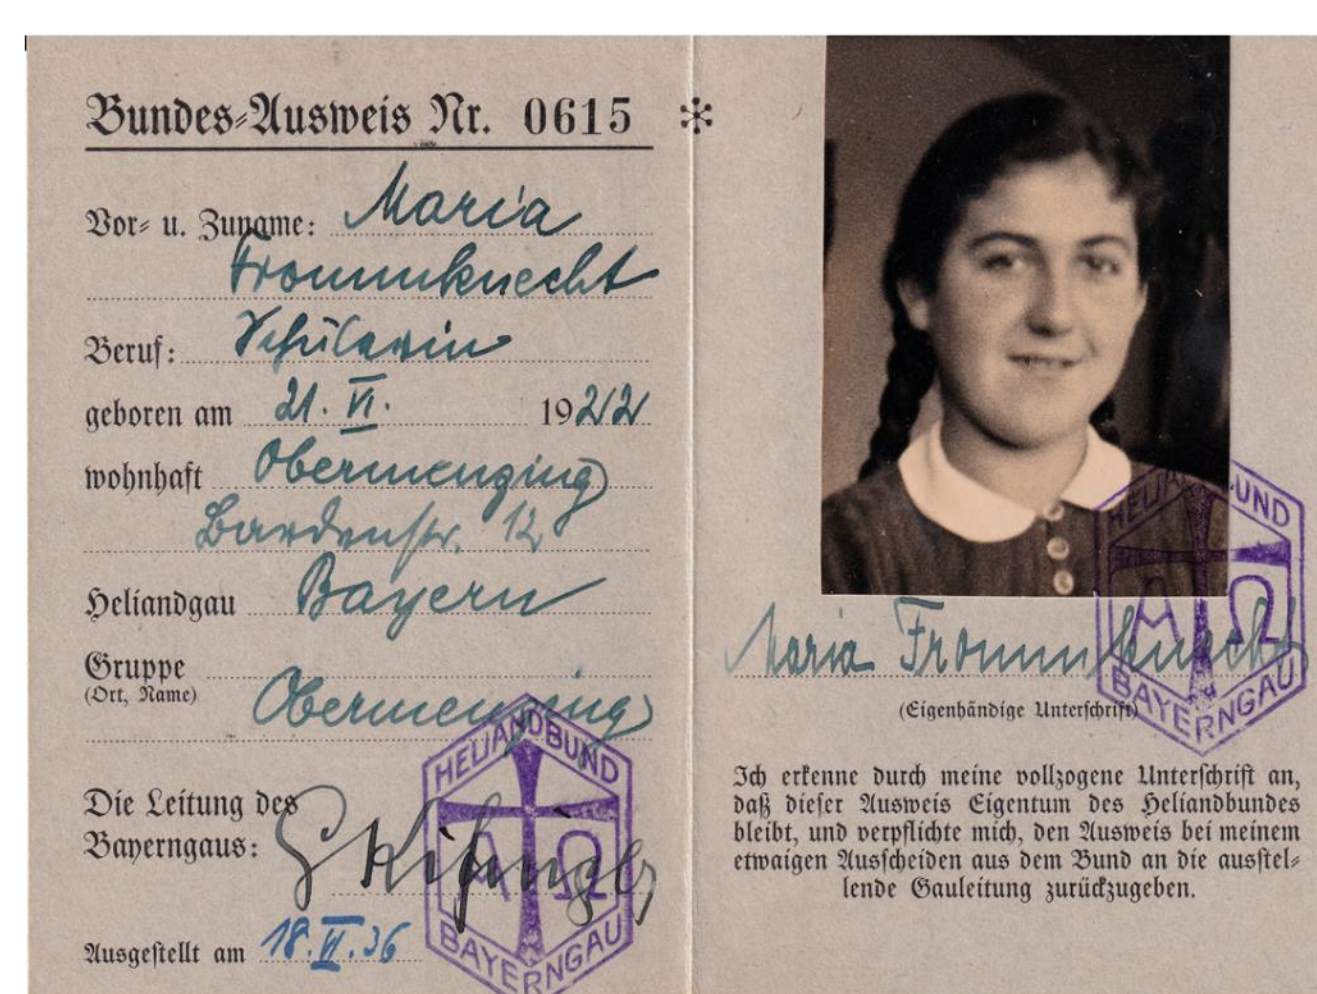 Bundes-Ausweis Nr. 0615 *
Vor- u. Zuname: Maria
Frommknecht
Beruf: Schülerin
geboren am 21. VI. 1922
wohnhaft Obermenzing
Bardenstr. 12
Heliandgau Bayern
Gruppe
(Ort, Name)
Obermenzing
Die Leitung des
Bayerngaus:
HELIANDBUND
A Ω
BAYERNGAU
Ausgestellt am 18. VI. 36
HELIANDBUND
A Ω
BAYERNGAU
Maria Frommknecht
(Eigenhändige Unterschrift)
Ich erkenne durch meine vollzogene Unterschrift an,
daß dieser Ausweis Eigentum des Heliandbundes
bleibt, und verpflichte mich, den Ausweis bei meinem
etwaigen Ausscheiden aus dem Bund an die ausstel-
lende Gauleitung zurückzugeben.